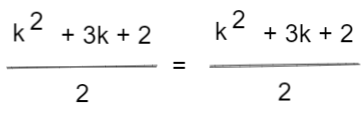 k² + 3k + 2 = k² + 3k + 2
2 2